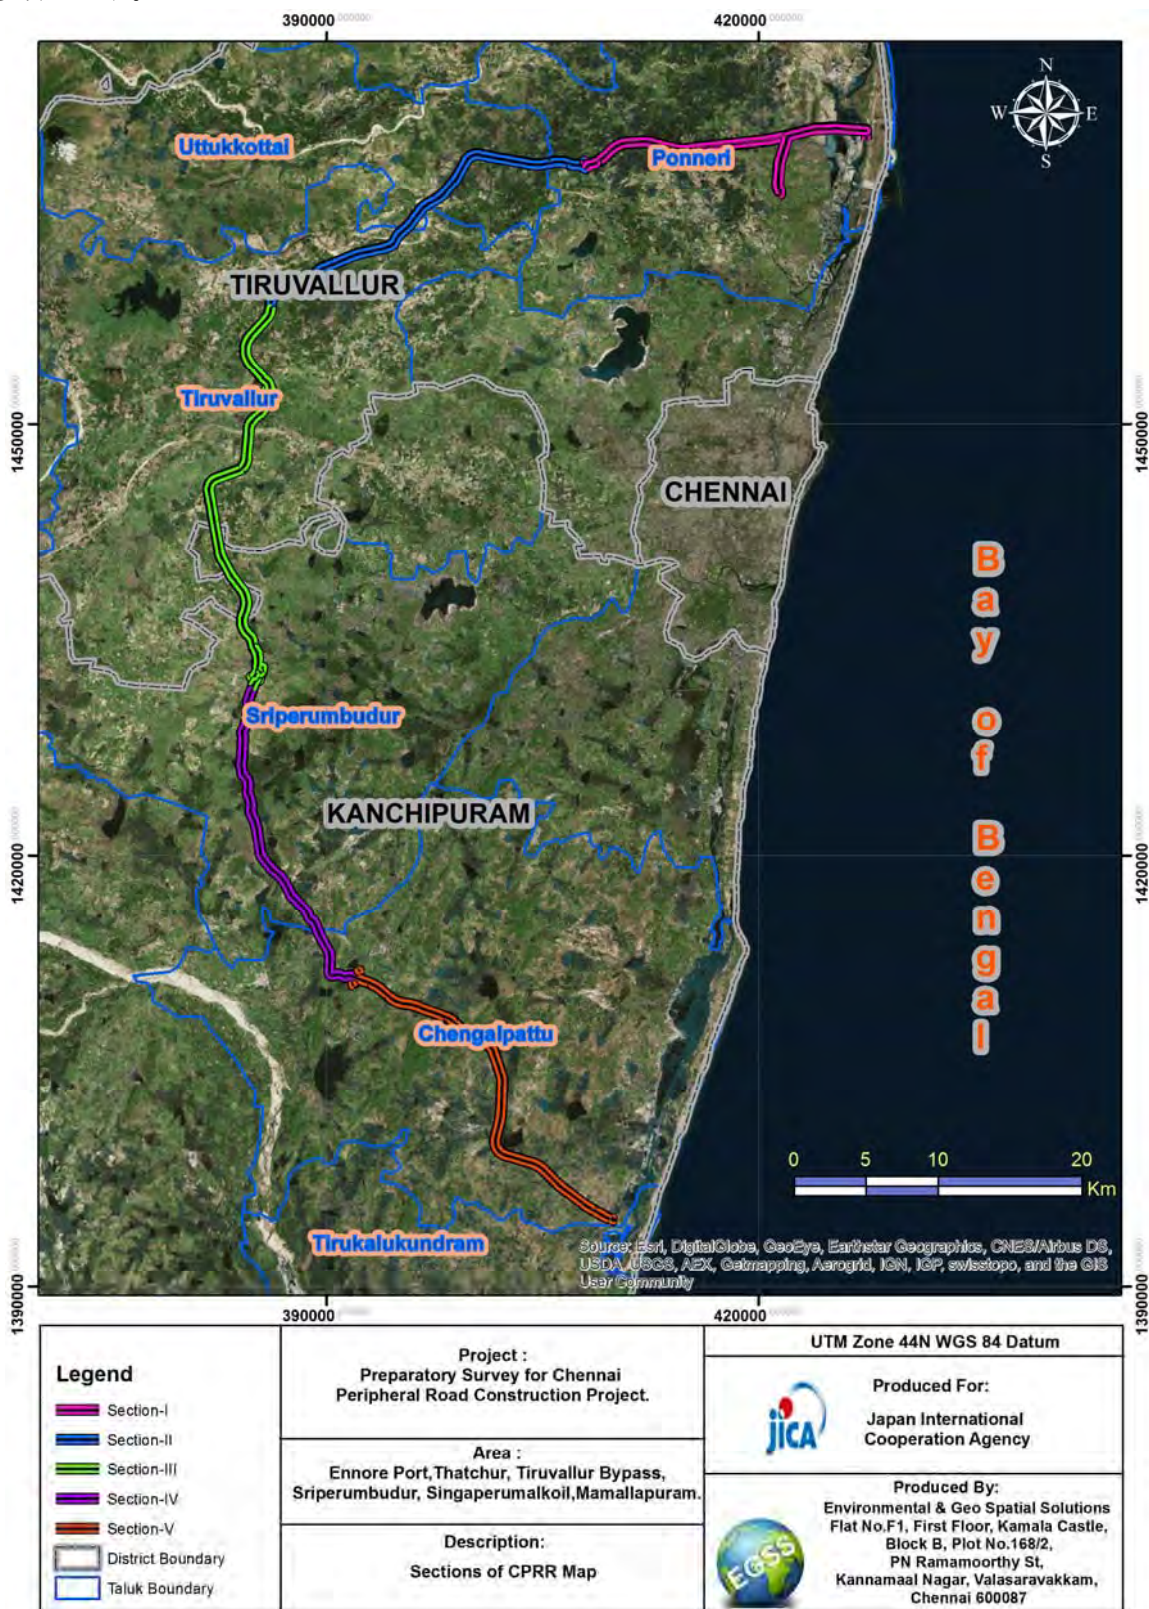 390000
420000
N
W
E
S
Uttukkottai
Ponneri
TIRUVALLUR
Tiruvallur
1450000
1450000
CHENNAI
Bay of Bengal
Sriperumbudur
KANCHIPURAM
1420000
1420000
Chengalpattu
0 5 10 20
Km
Tirukalukundram
Source: Esri, DigitalGlobe, GeoEye, Earthstar Geographics, CNES/Airbus DS,
USDA, USGS, AEX, Getmapping, Aerogrid, IGN, IGP, swisstopo, and the GIS
User Community
1390000
1390000
390000
420000
Legend
Section-I
Section-II
Section-III
Section-IV
Section-V
District Boundary
Taluk Boundary
Project :
Preparatory Survey for Chennai
Peripheral Road Construction Project.
Area :
Ennore Port,Thatchur, Tiruvallur Bypass,
Sriperumbudur, Singaperumalkoil,Mamallapuram.
Description:
Sections of CPRR Map
UTM Zone 44N WGS 84 Datum
Produced For:
jICA
Japan International
Cooperation Agency
Produced By:
EGSS
Environmental & Geo Spatial Solutions
Flat No.F1, First Floor, Kamala Castle,
Block B, Plot No.168/2,
PN Ramamoorthy St,
Kannamaal Nagar, Valasaravakkam,
Chennai 600087